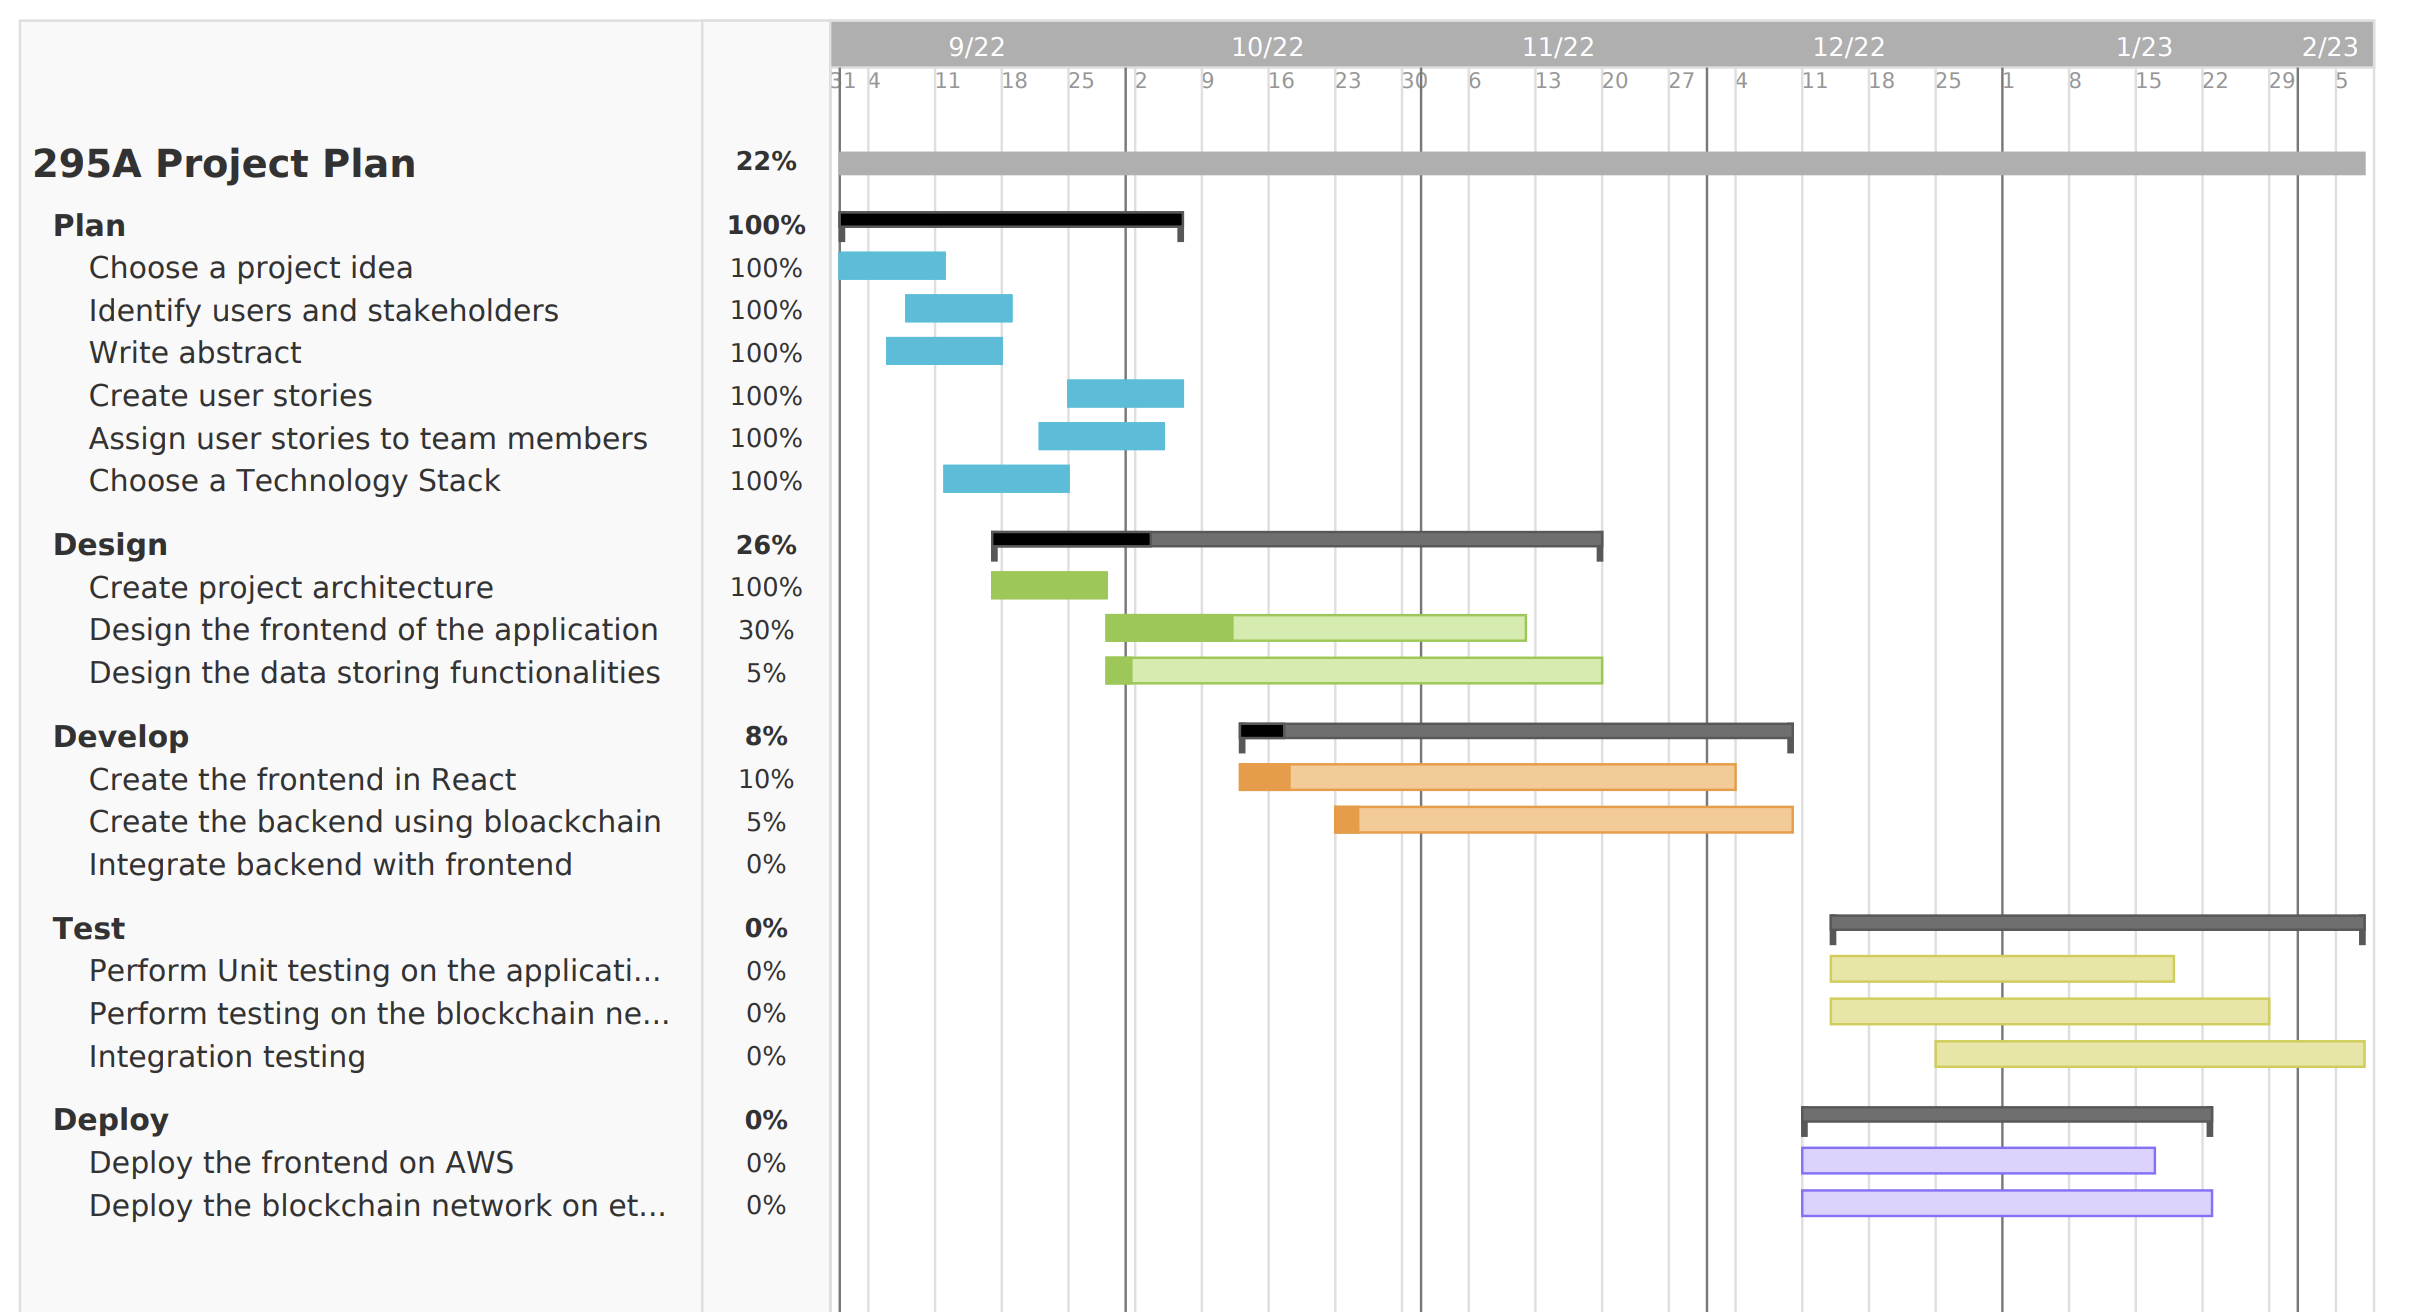 9/22 10/22 11/22 12/22 1/23 2/23
31 4 11 18 25 2 9 16 23 30 6 13 20 27 4 11 18 25 1 8 15 22 29 5
295A Project Plan 22%
Plan 100%
Choose a project idea 100%
Identify users and stakeholders 100%
Write abstract 100%
Create user stories 100%
Assign user stories to team members 100%
Choose a Technology Stack 100%
Design 26%
Create project architecture 100%
Design the frontend of the application 30%
Design the data storing functionalities 5%
Develop 8%
Create the frontend in React 10%
Create the backend using bloackchain 5%
Integrate backend with frontend 0%
Test 0%
Perform Unit testing on the applicati... 0%
Perform testing on the blockchain ne... 0%
Integration testing 0%
Deploy 0%
Deploy the frontend on AWS 0%
Deploy the blockchain network on et... 0%